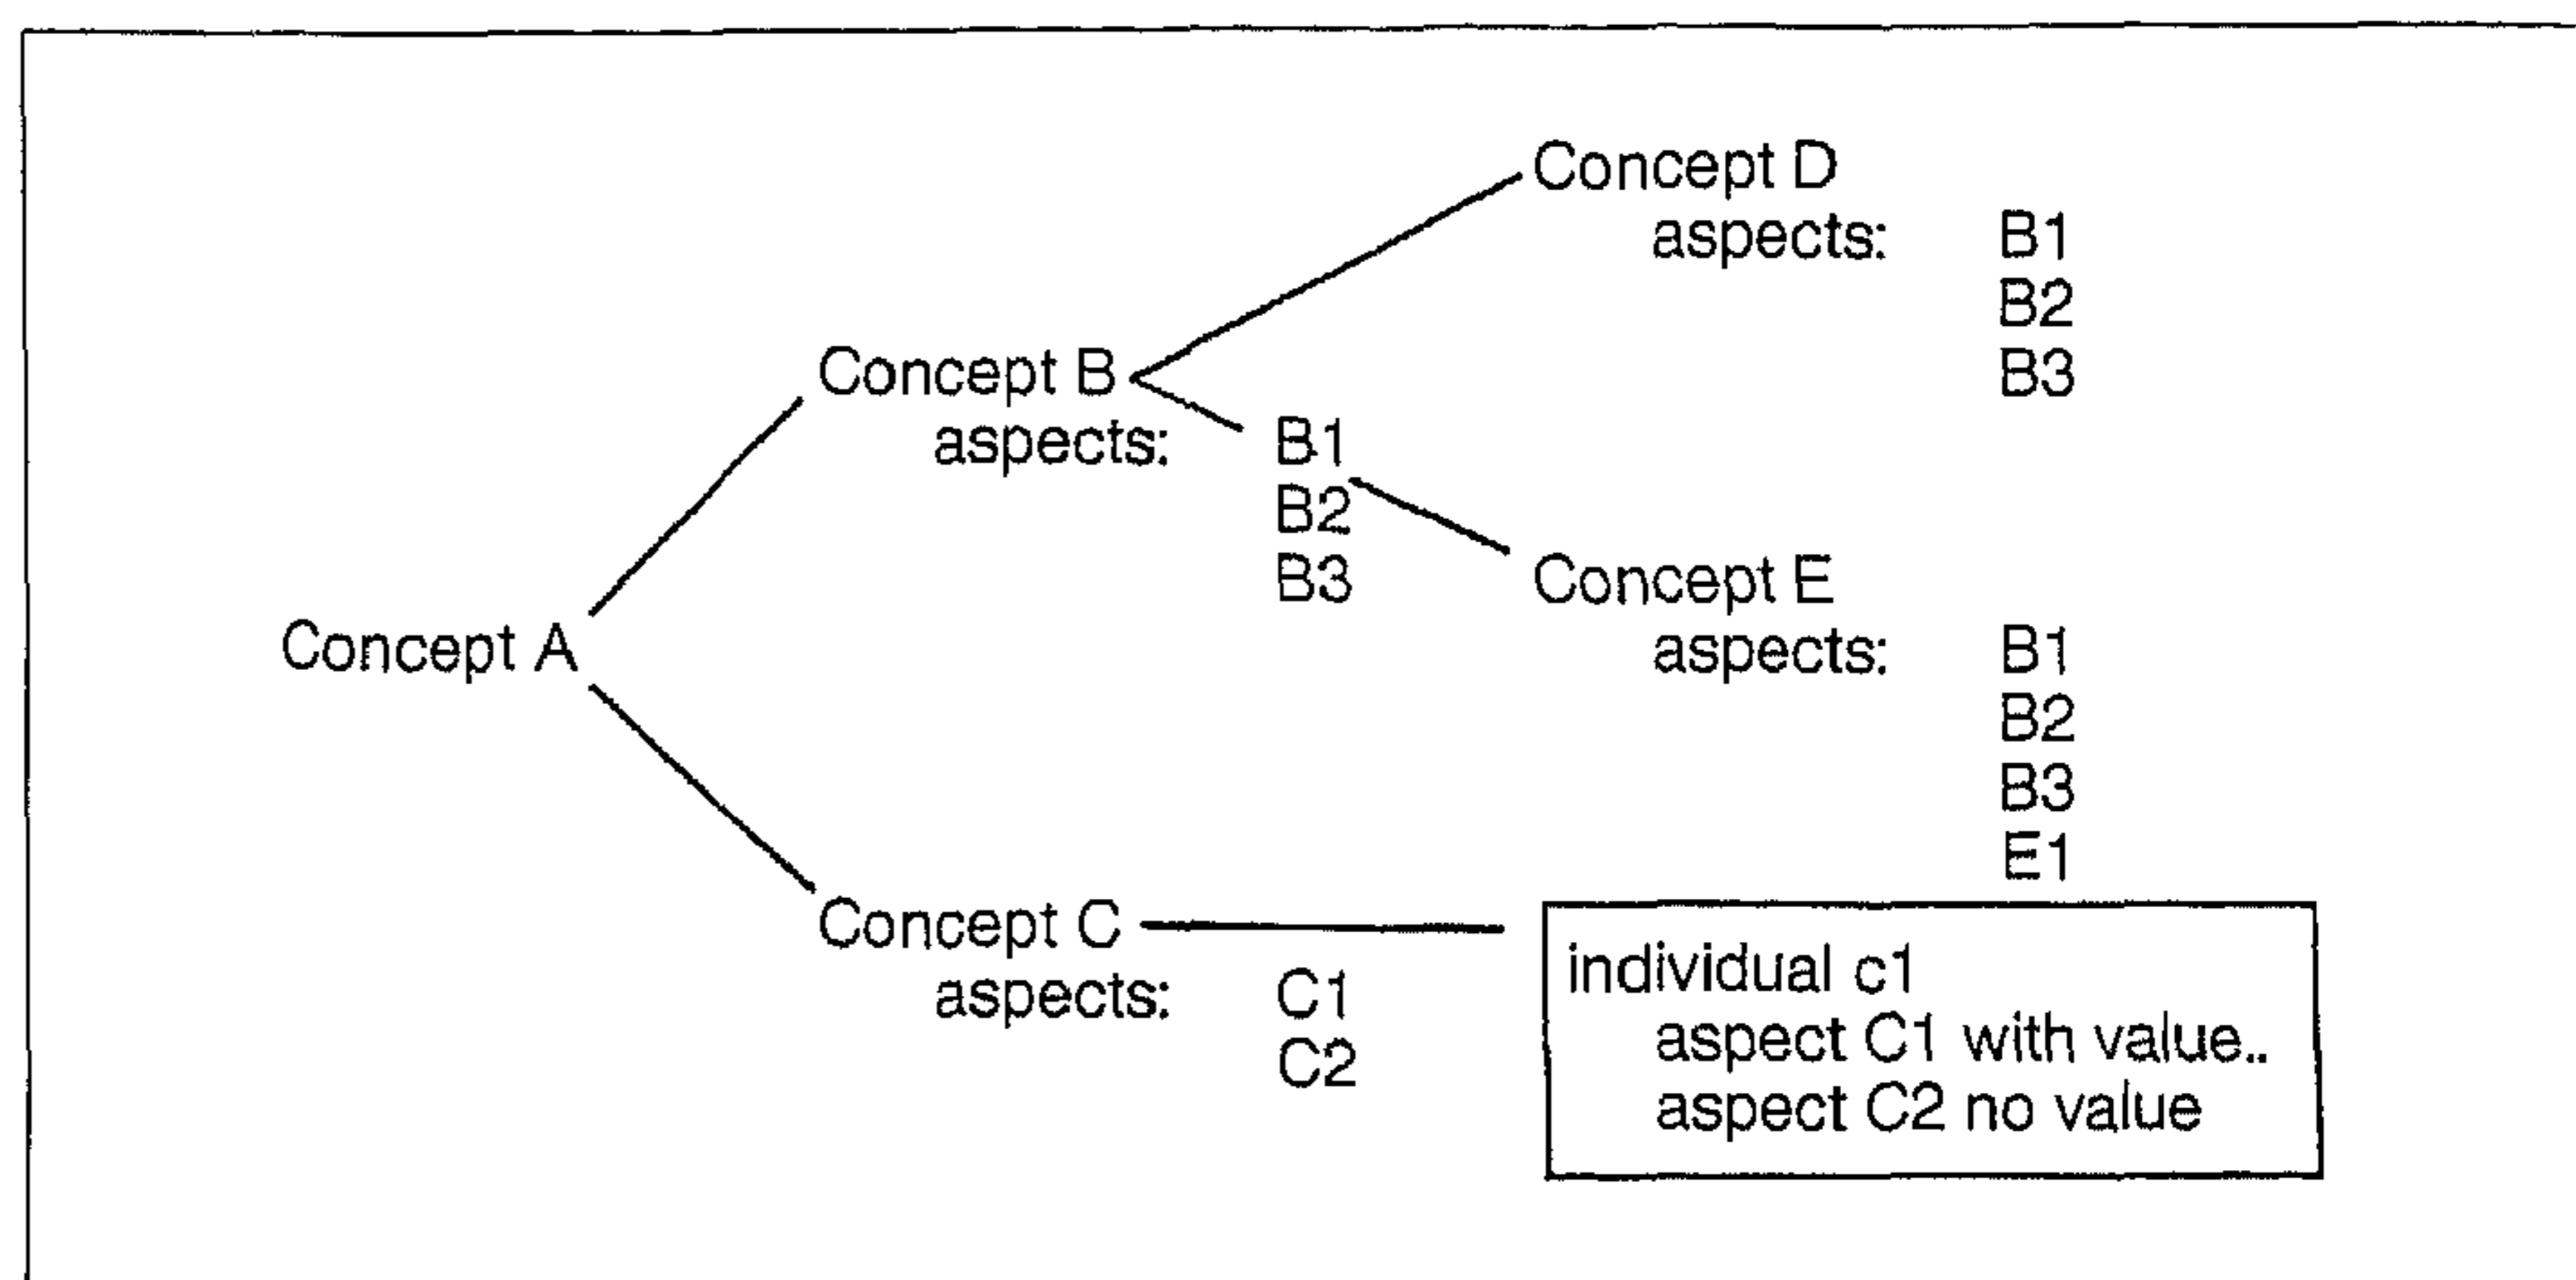 Concept D
aspects: B1
B2
B3
Concept B
aspects: B1
B2
B3
Concept E
aspects: B1
B2
B3
E1
Concept A
Concept C
aspects: C1
C2
individual c1
aspect C1 with value..
aspect C2 no value